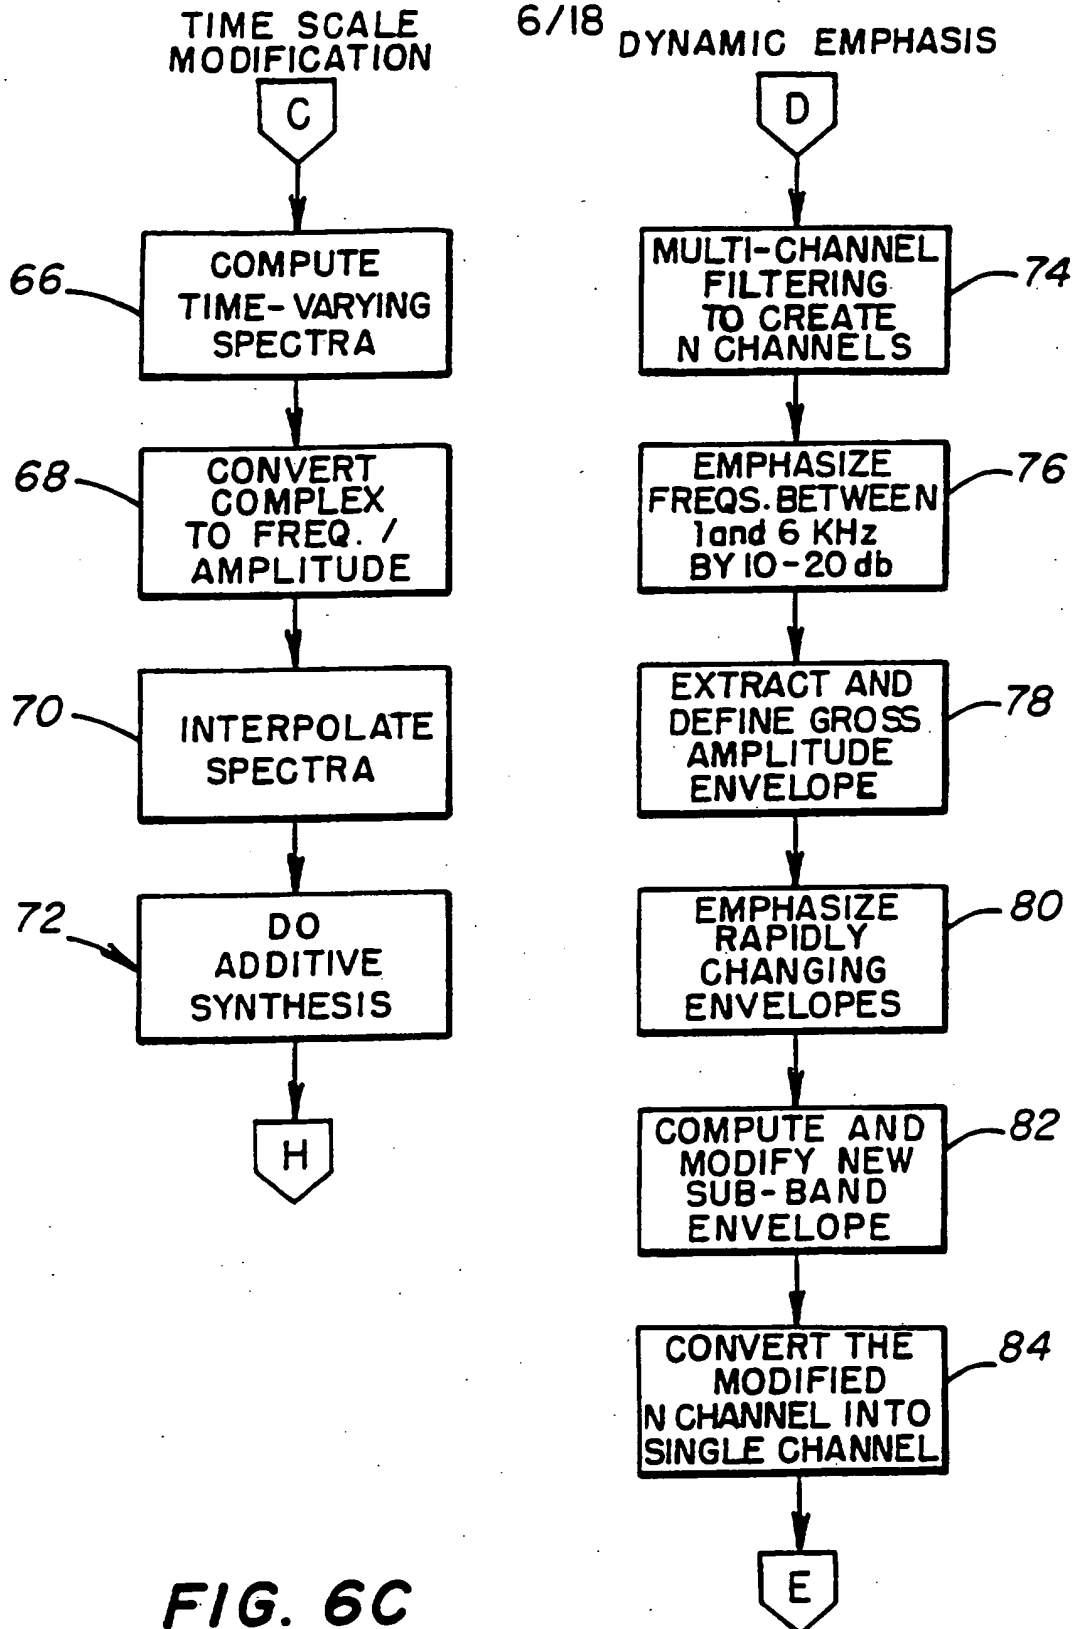 6/18
TIME SCALE
MODIFICATION
C
66
COMPUTE
TIME-VARYING
SPECTRA
68
CONVERT
COMPLEX
TO FREQ. /
AMPLITUDE
70
INTERPOLATE
SPECTRA
72
DO
ADDITIVE
SYNTHESIS
H
DYNAMIC EMPHASIS
D
MULTI-CHANNEL
FILTERING
TO CREATE
N CHANNELS
74
EMPHASIZE
FREQS. BETWEEN
1 and 6 KHz
BY 10-20 db
76
EXTRACT AND
DEFINE GROSS
AMPLITUDE
ENVELOPE
78
EMPHASIZE
RAPIDLY
CHANGING
ENVELOPES
80
COMPUTE AND
MODIFY NEW
SUB-BAND
ENVELOPE
82
CONVERT THE
MODIFIED
N CHANNEL INTO
SINGLE CHANNEL
84
E
FIG. 6C